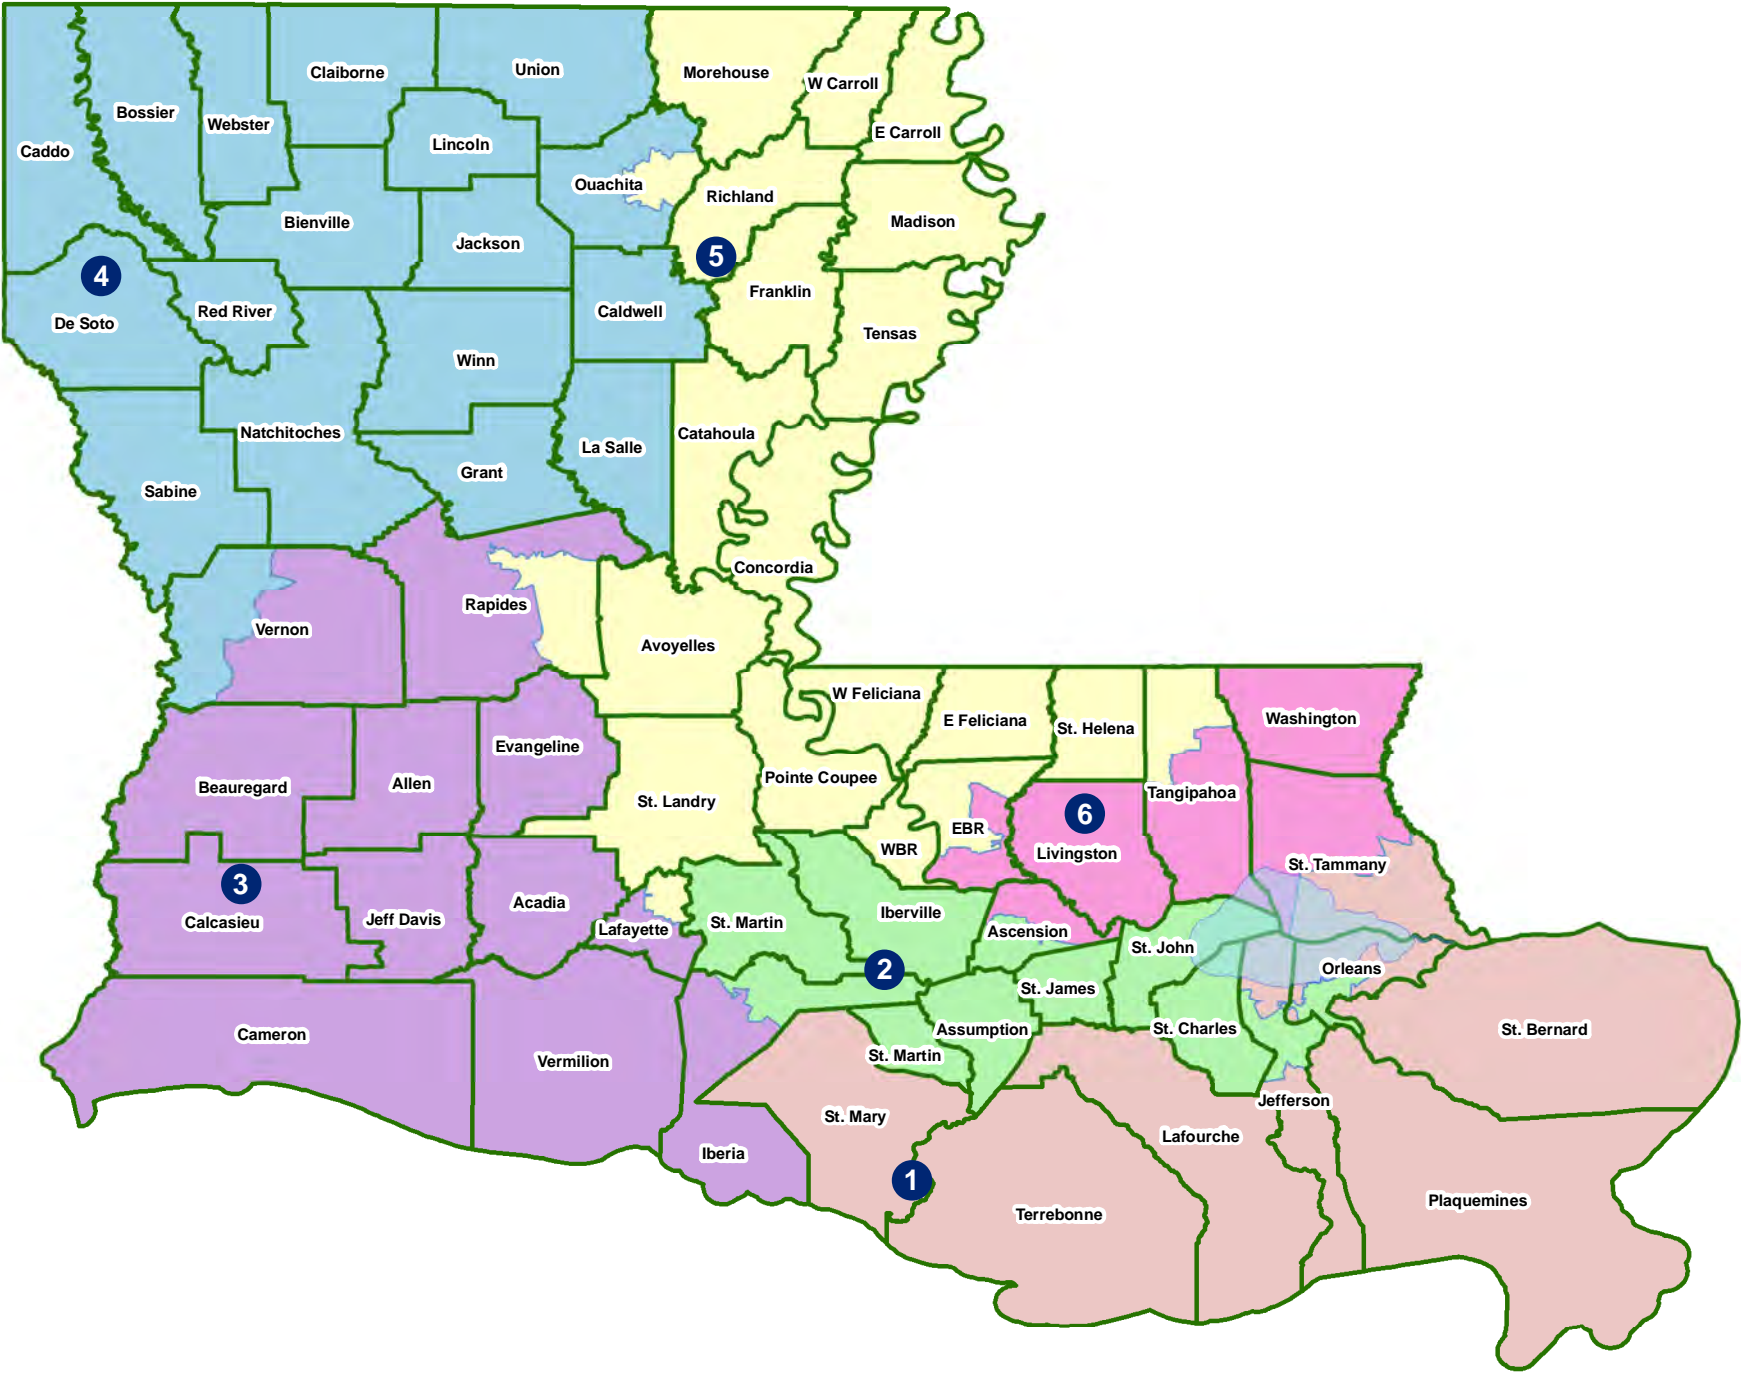 Claiborne
Union
Morehouse
W Carroll
Bossier
Webster
E Carroll
Caddo
Lincoln
Ouachita
Richland
Bienville
Madison
Jackson
5
4
Franklin
De Soto
Red River
Caldwell
Tensas
Winn
Natchitoches
Catahoula
La Salle
Grant
Sabine
Concordia
Rapides
Vernon
Avoyelles
W Feliciana
E Feliciana
St. Helena
Washington
Evangeline
Pointe Coupee
Beauregard
Allen
Tangipahoa
St. Landry
6
EBR
WBR
Livingston
St. Tammany
3
Acadia
Iberville
Calcasieu
Jeff Davis
St. Martin
Lafayette
Ascension
St. John
2
Orleans
St. James
Cameron
Assumption
St. Charles
St. Bernard
St. Martin
Vermilion
Jefferson
St. Mary
Lafourche
Iberia
1
Plaquemines
Terrebonne